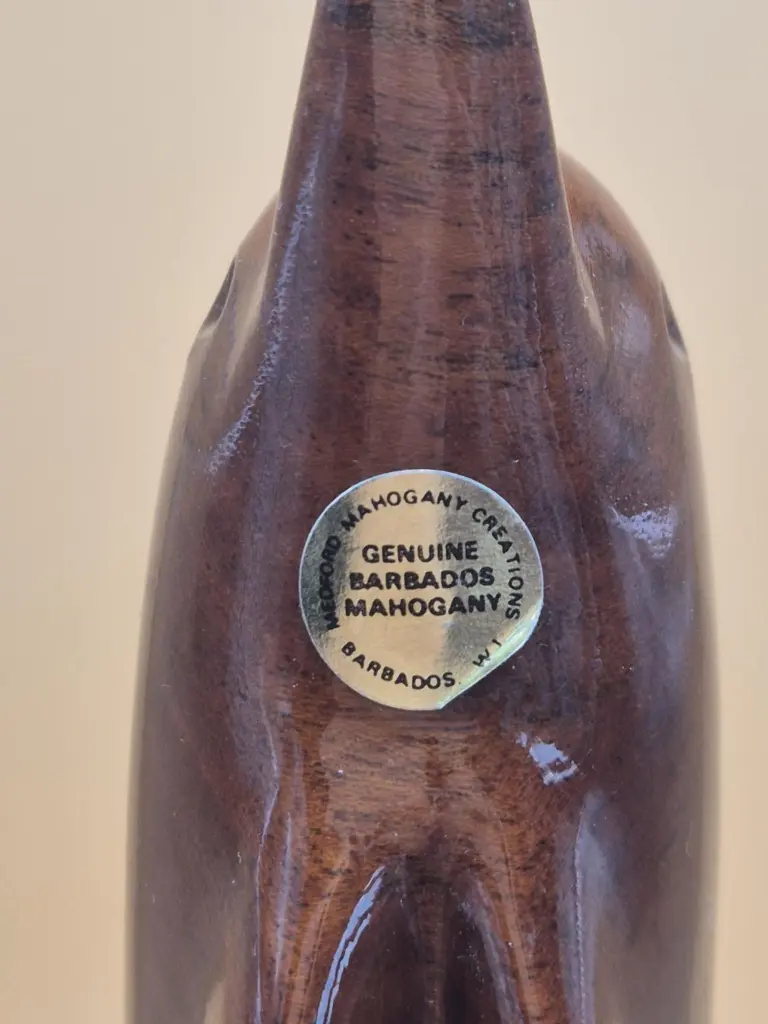 MEDFORD MAHOGANY CREATIONS
GENUINE
BARBADOS
MAHOGANY
BARBADOS. W I